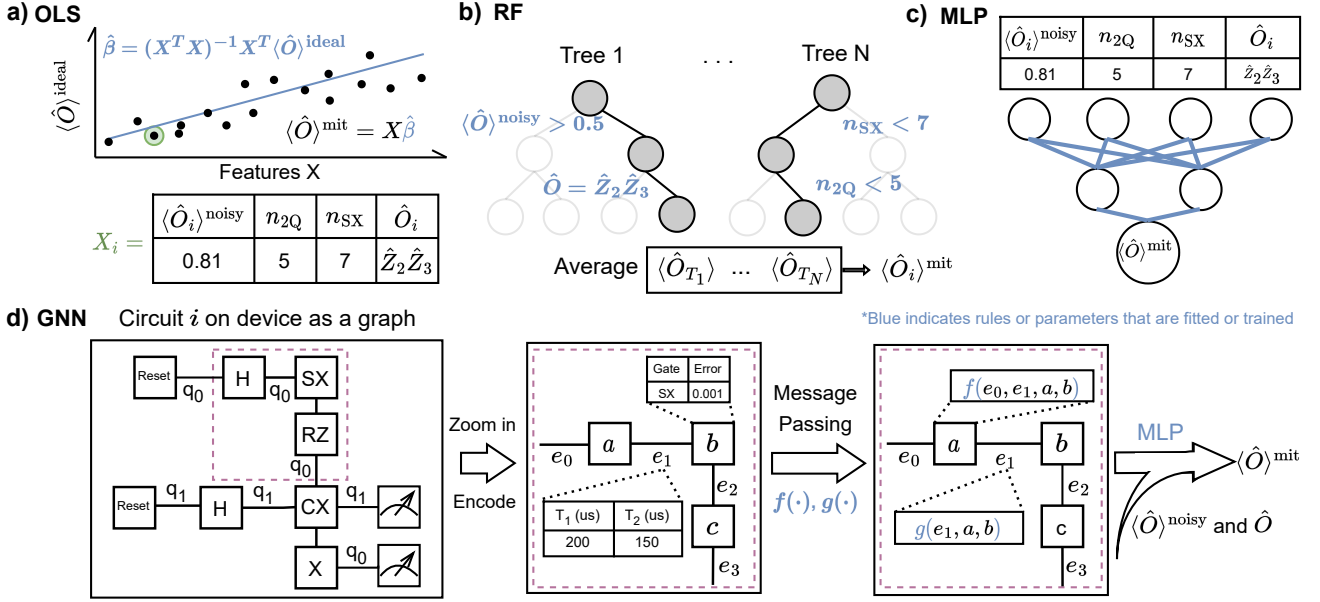 a) OLS
β̂ = (X^T X)^{-1} X^T ⟨Ô⟩^ideal
⟨Ô⟩^ideal
⟨Ô⟩^mit = Xβ̂
Features X
X_i =
⟨Ô_i⟩^noisy n_2Q n_SX Ô_i
0.81 5 7 Ẑ_2Ẑ_3
b) RF
Tree 1 . . . Tree N
⟨Ô⟩^noisy > 0.5
n_SX < 7
Ô = Ẑ_2Ẑ_3
n_2Q < 5
Average ⟨Ô_{T_1}⟩ ... ⟨Ô_{T_N}⟩ ⟨Ô_i⟩^mit
c) MLP
⟨Ô_i⟩^noisy n_2Q n_SX Ô_i
0.81 5 7 Ẑ_2Ẑ_3
⟨Ô⟩^mit
*Blue indicates rules or parameters that are fitted or trained
d) GNN Circuit i on device as a graph
Reset q_0 H q_0 SX
RZ
q_0
Reset q_1 H q_1 CX q_1
X q_0
Zoom in
Encode
Gate Error
SX 0.001
e_0 a e_1 b
e_2
c
e_3
T_1 (us) T_2 (us)
200 150
Message
Passing
f(·), g(·)
f(e_0, e_1, a, b)
e_0 a e_1 b
e_2
g(e_1, a, b)
c
e_3
MLP
⟨Ô⟩^mit
⟨Ô⟩^noisy and Ô